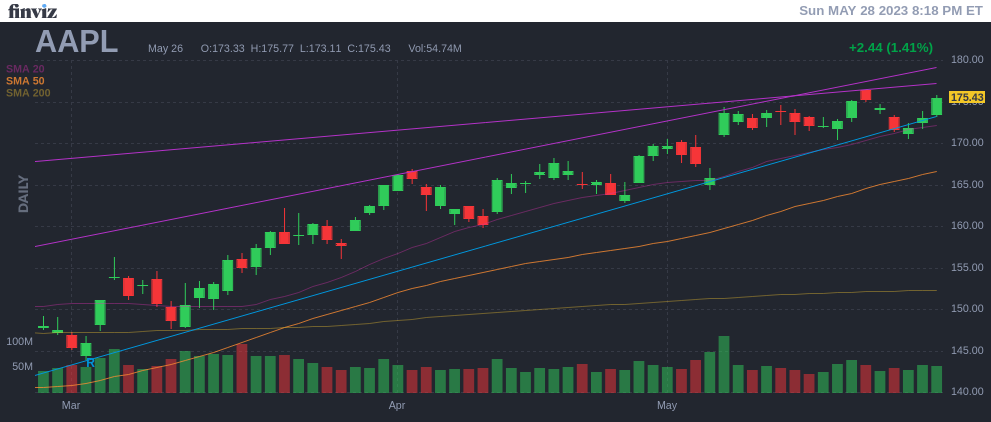 finviz
Sun MAY 28 2023 8:18 PM ET
AAPL
May 26 O:173.33 H:175.77 L:173.11 C:175.43 Vol:54.74M
+2.44 (1.41%)
SMA 20
SMA 50
SMA 200
180.00
175.43
170.00
165.00
160.00
155.00
150.00
145.00
140.00
DAILY
100M
50M
R
Mar
Apr
May